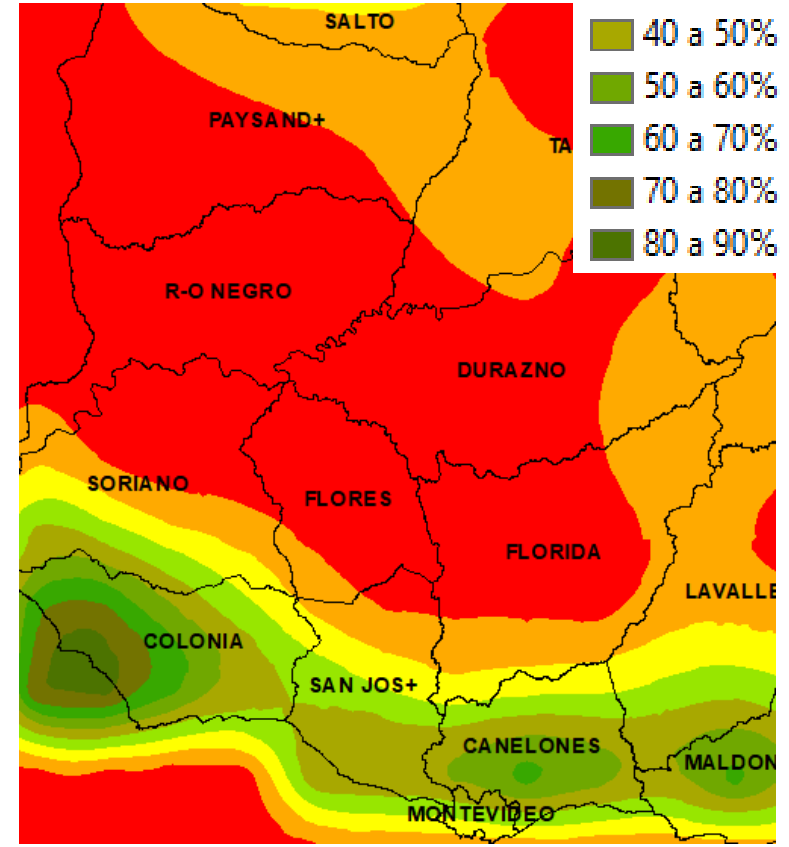 SALTO
40 a 50%
50 a 60%
PAYSAND+
60 a 70%
TA
70 a 80%
80 a 90%
R-O NEGRO
DURAZNO
SORIANO
FLORES
FLORIDA
LAVALLE
COLONIA
SAN JOS+
CANELONES
MALDON
MONTEVIDEO